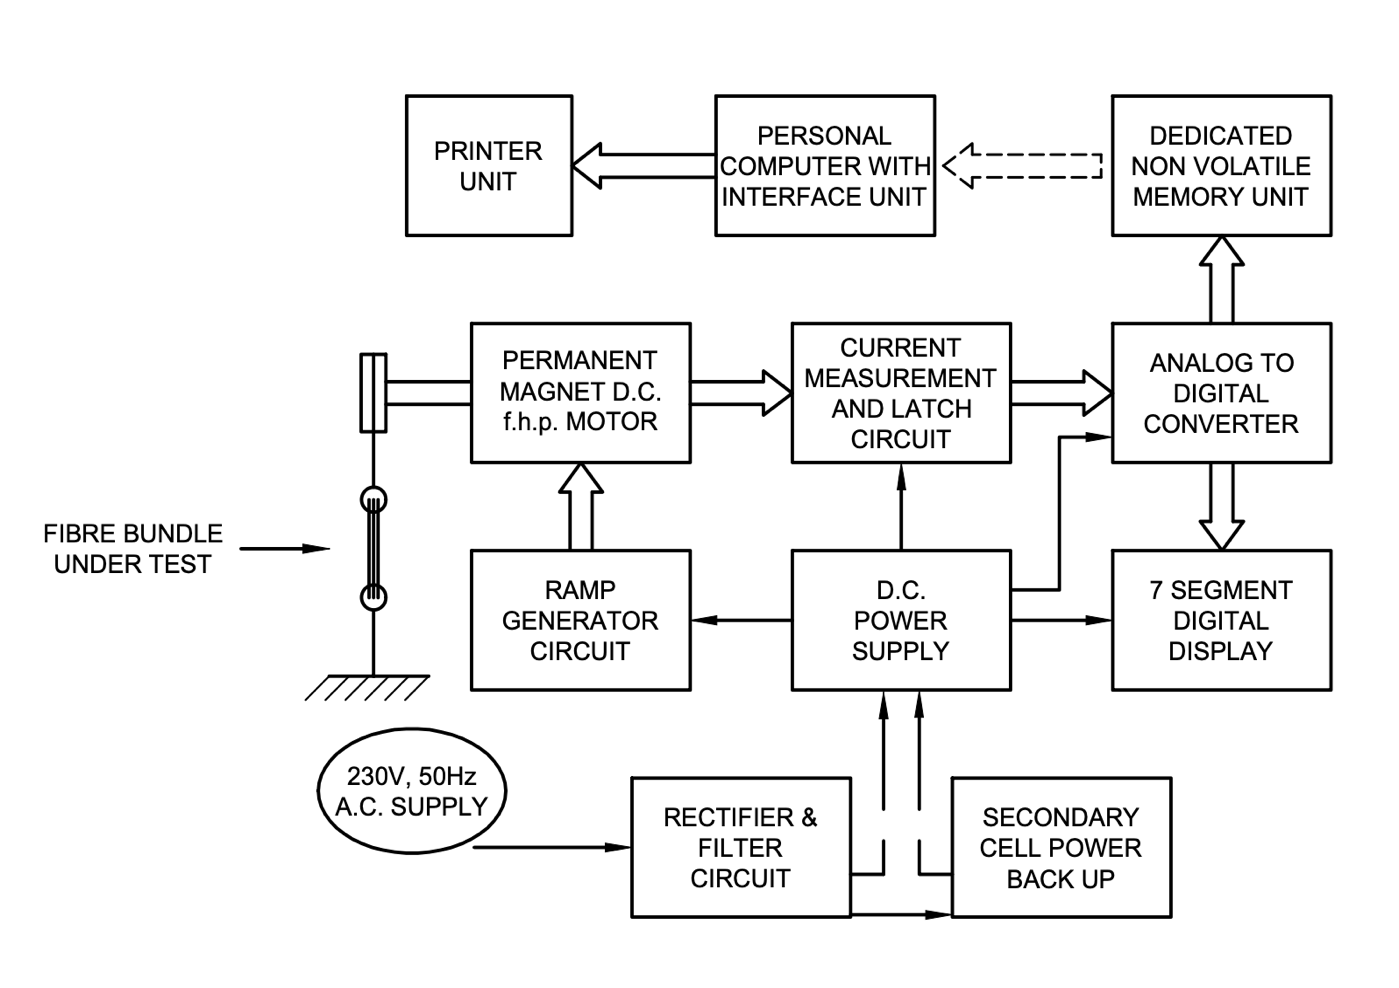 PRINTER
UNIT
PERSONAL
COMPUTER WITH
INTERFACE UNIT
DEDICATED
NON VOLATILE
MEMORY UNIT
PERMANENT
MAGNET D.C.
f.h.p. MOTOR
CURRENT
MEASUREMENT
AND LATCH
CIRCUIT
ANALOG TO
DIGITAL
CONVERTER
FIBRE BUNDLE
UNDER TEST
RAMP
GENERATOR
CIRCUIT
D.C.
POWER
SUPPLY
7 SEGMENT
DIGITAL
DISPLAY
230V, 50Hz
A.C. SUPPLY
RECTIFIER &
FILTER
CIRCUIT
SECONDARY
CELL POWER
BACK UP